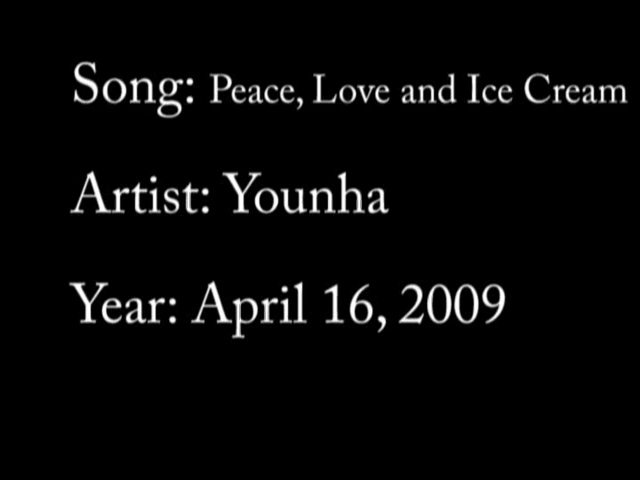 Song: Peace, Love and Ice Cream
Artist: Younha
Year: April 16, 2009